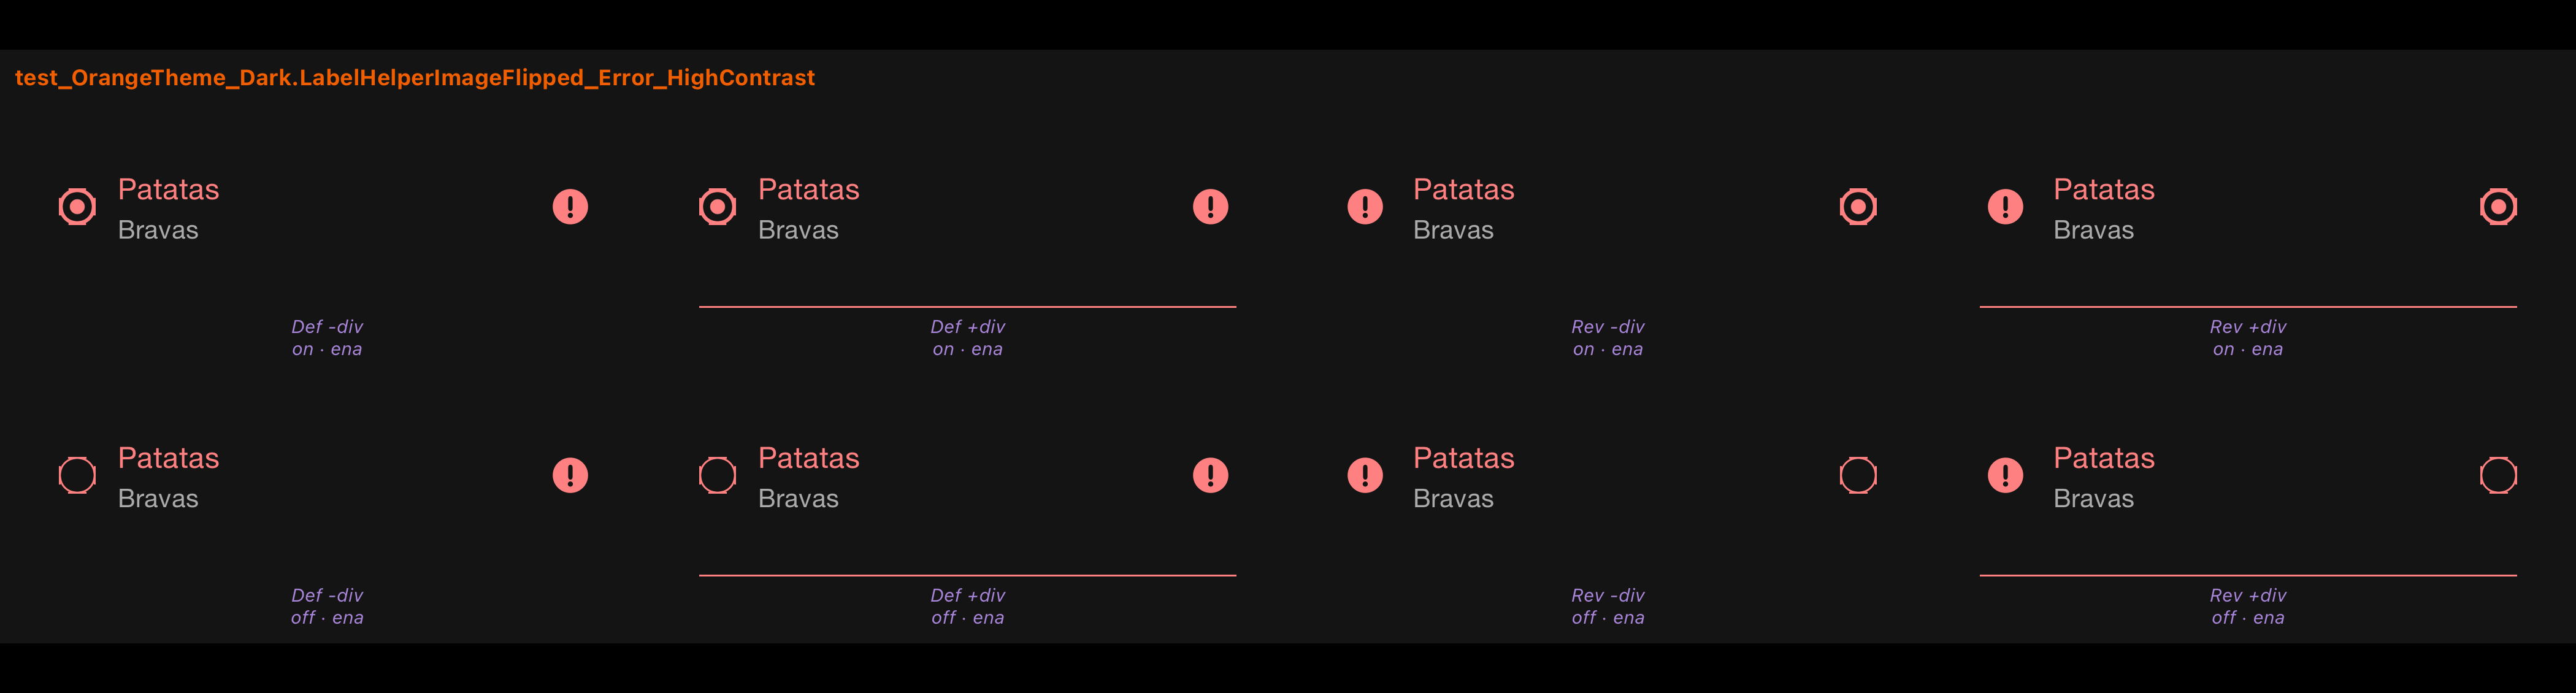 test_OrangeTheme_Dark.LabelHelperImageFlipped_Error_HighContrast
Patatas
Bravas
Def -div
on · ena
Patatas
Bravas
Def +div
on · ena
Patatas
Bravas
Rev -div
on · ena
Patatas
Bravas
Rev +div
on · ena
Patatas
Bravas
Def -div
off · ena
Patatas
Bravas
Def +div
off · ena
Patatas
Bravas
Rev -div
off · ena
Patatas
Bravas
Rev +div
off · ena